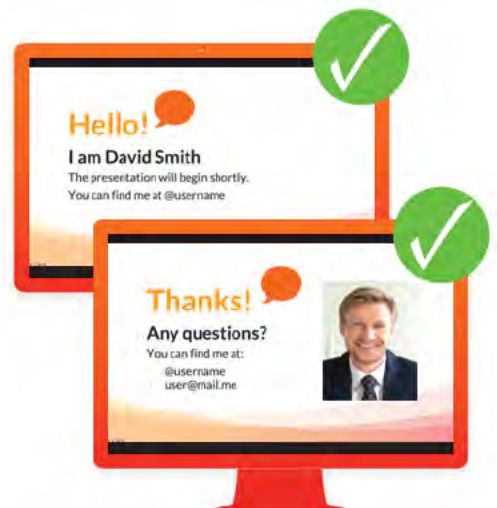 Hello!
I am David Smith
The presentation will begin shortly.
You can find me at @username
Thanks!
Any questions?
You can find me at:
@username
user@mail.me